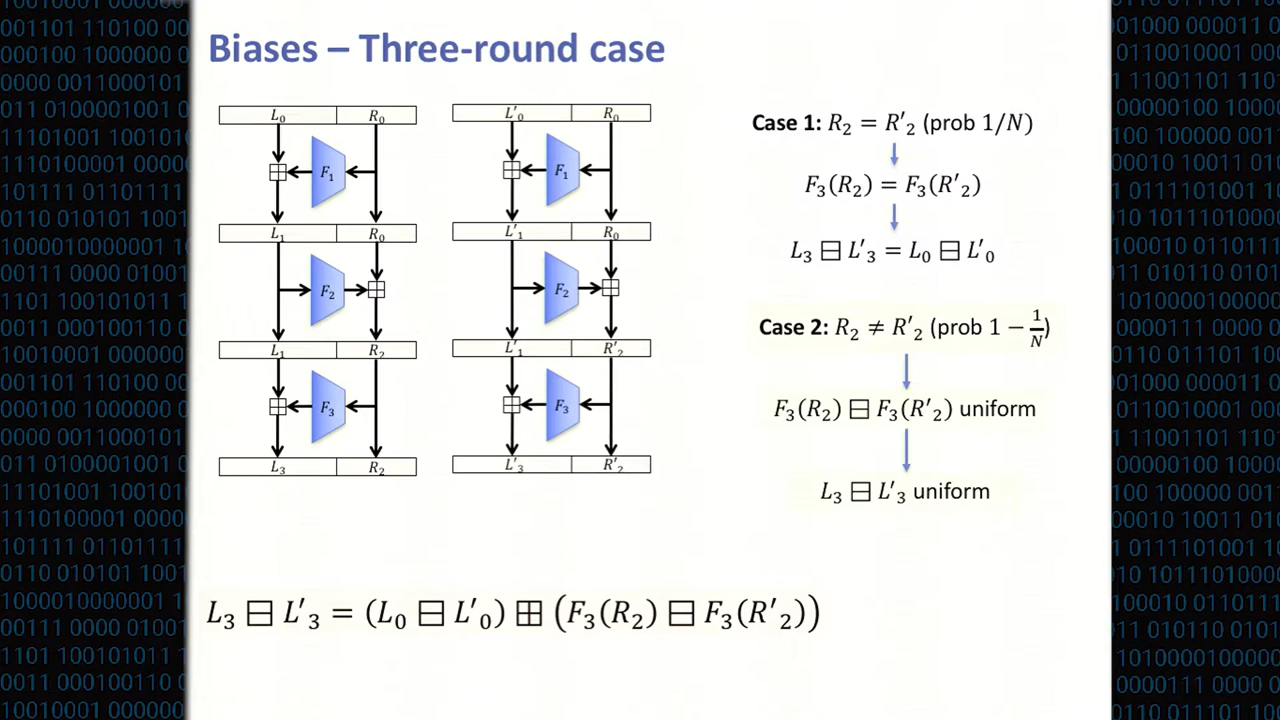 Biases – Three-round case
L₀ R₀
F₁
L₁ R₀
F₂
L₁ R₂
F₃
L₃ R₂
L′₀ R₀
F₁
L′₁ R₀
F₂
L′₁ R′₂
F₃
L′₃ R′₂
Case 1: R₂ = R′₂ (prob 1/N)
F₃(R₂) = F₃(R′₂)
L₃ ⊟ L′₃ = L₀ ⊟ L′₀
Case 2: R₂ ≠ R′₂ (prob 1 − 1/N)
F₃(R₂) ⊟ F₃(R′₂) uniform
L₃ ⊟ L′₃ uniform
L₃ ⊟ L′₃ = (L₀ ⊟ L′₀) ⊞ (F₃(R₂) ⊟ F₃(R′₂))